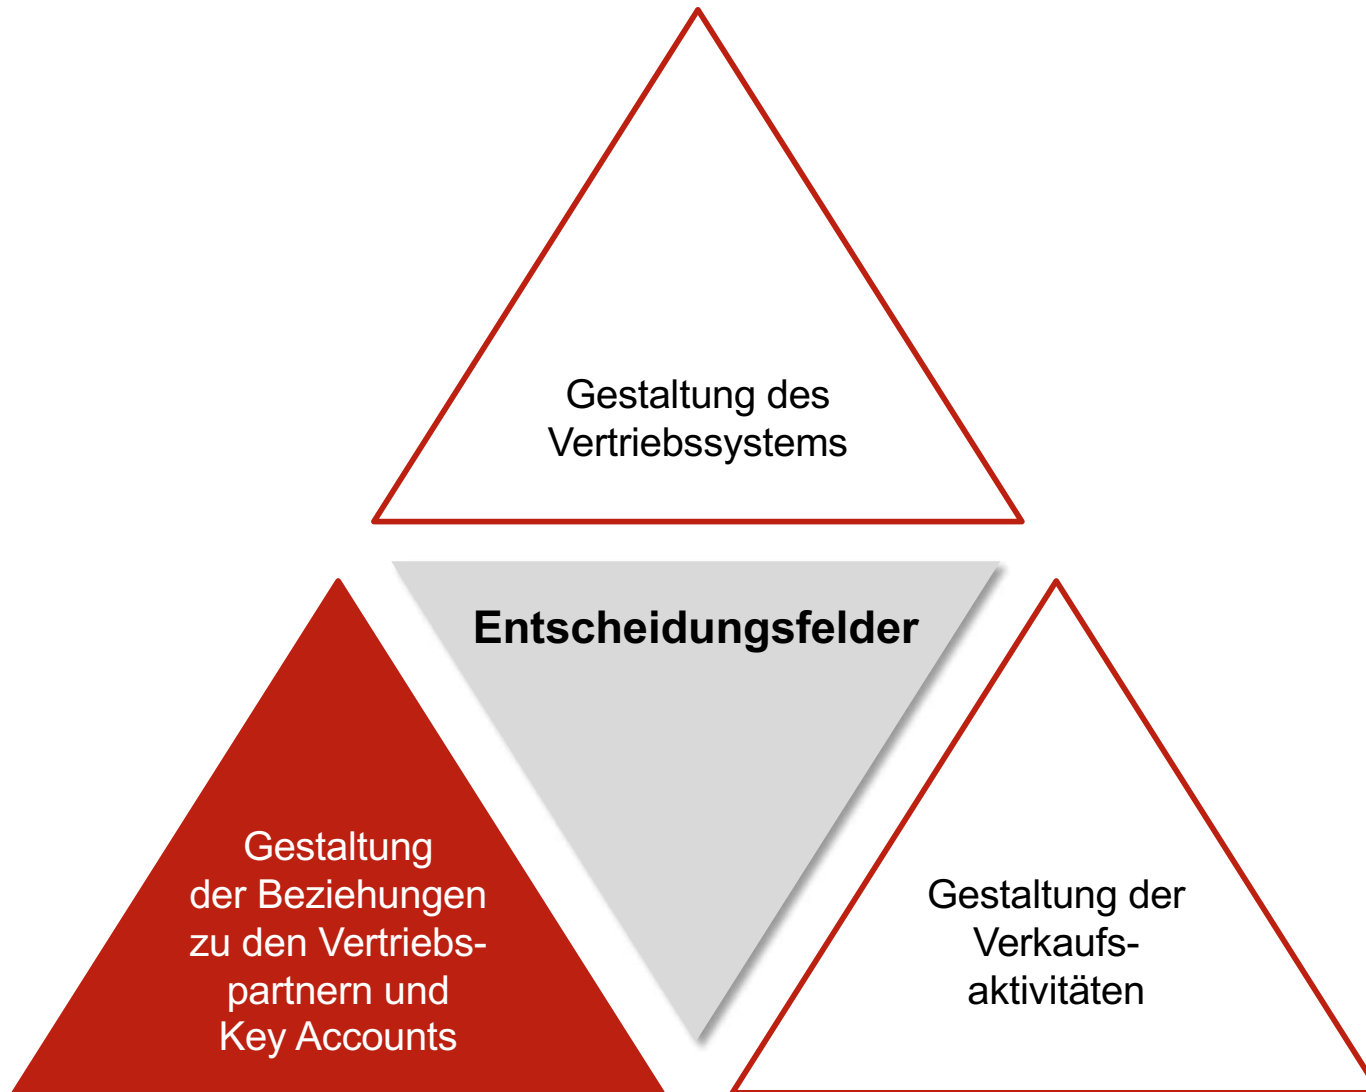 Gestaltung des
Vertriebssystems
Entscheidungsfelder
Gestaltung
der Beziehungen
zu den Vertriebs-
partnern und
Key Accounts
Gestaltung der
Verkaufs-
aktivitäten